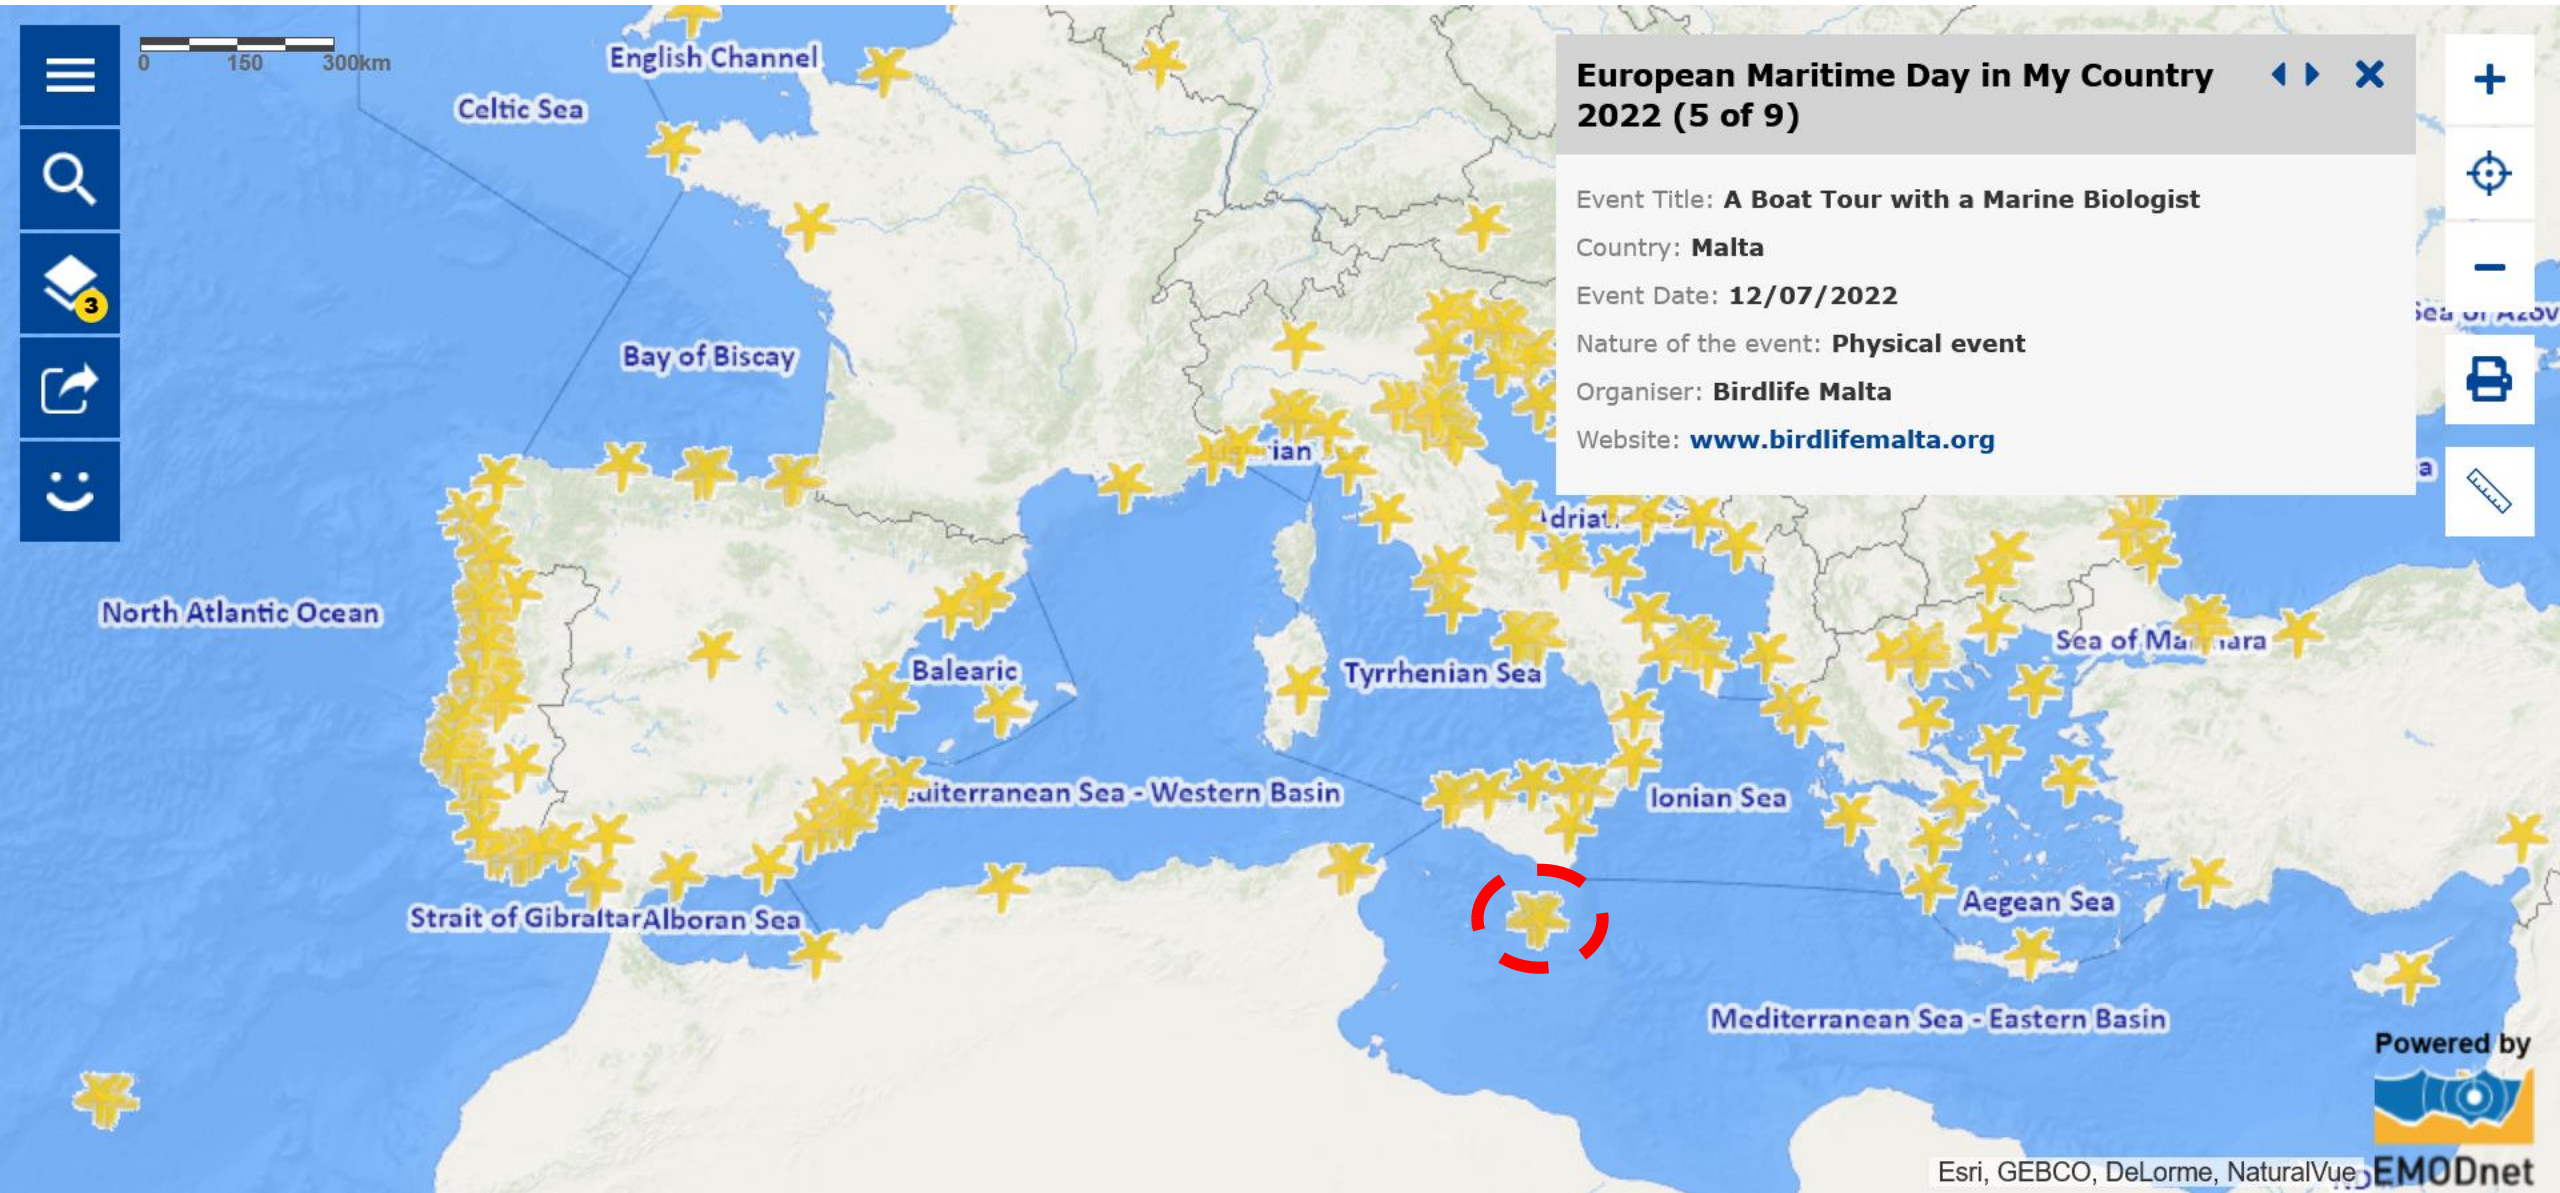 0 150 300km
English Channel
Celtic Sea
Bay of Biscay
North Atlantic Ocean
Balearic
Tyrrhenian Sea
Ionian Sea
Western Basin
Strait of Gibraltar
Alboran Sea
Aegean Sea
Mediterranean Sea - Eastern Basin
3
European Maritime Day in My Country
2022 (5 of 9)
Event Title: A Boat Tour with a Marine Biologist
Country: Malta
Event Date: 12/07/2022
Nature of the event: Physical event
Organiser: Birdlife Malta
Website: www.birdlifemalta.org
Powered by
EMODnet
Esri, GEBCO, DeLorme, NaturalVue